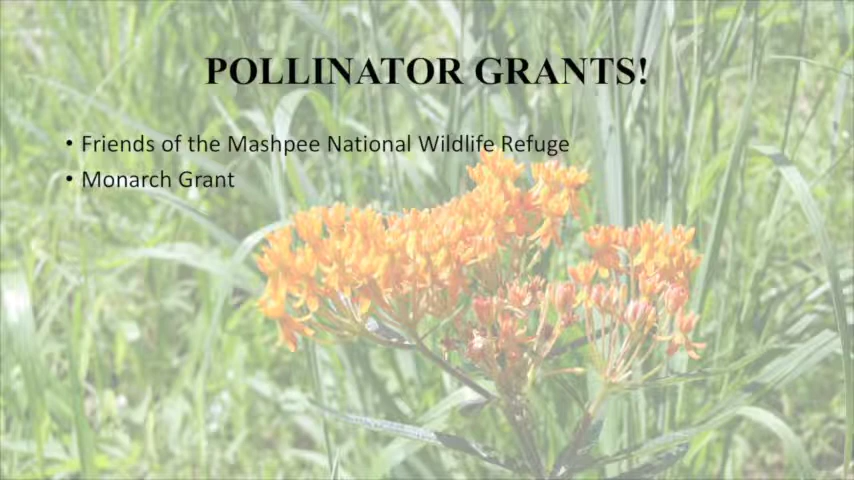 POLLINATOR GRANTS!
• Friends of the Mashpee National Wildlife Refuge
• Monarch Grant